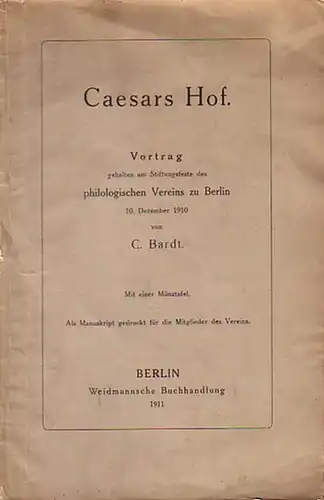 Caesars Hof.
Vortrag
gehalten am Stiftungsfeste des
philologischen Vereins zu Berlin
10. Dezember 1910
von
C. Bardt.
Mit einer Münztafel.
Als Manuskript gedruckt für die Mitglieder des Vereins.
BERLIN
Weidmannsche Buchhandlung
1911